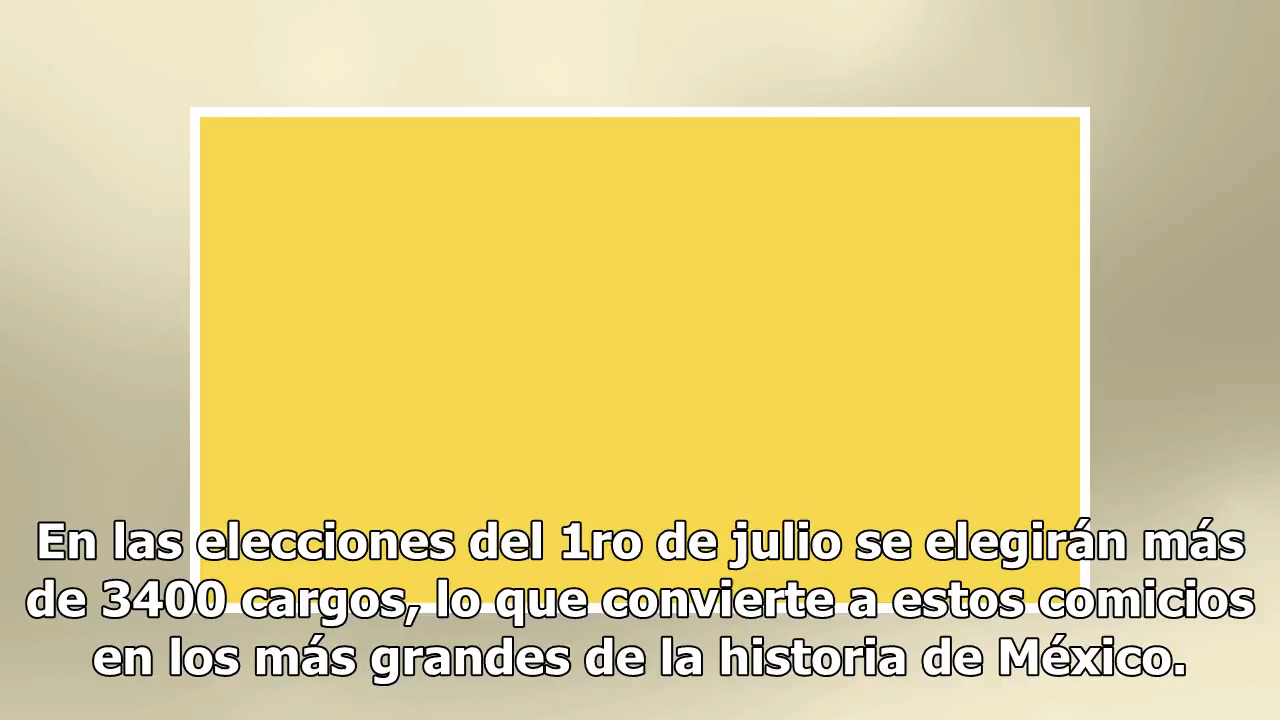 En las elecciones del 1ro de julio se elegirán más
de 3400 cargos, lo que convierte a estos comicios
en los más grandes de la historia de México.